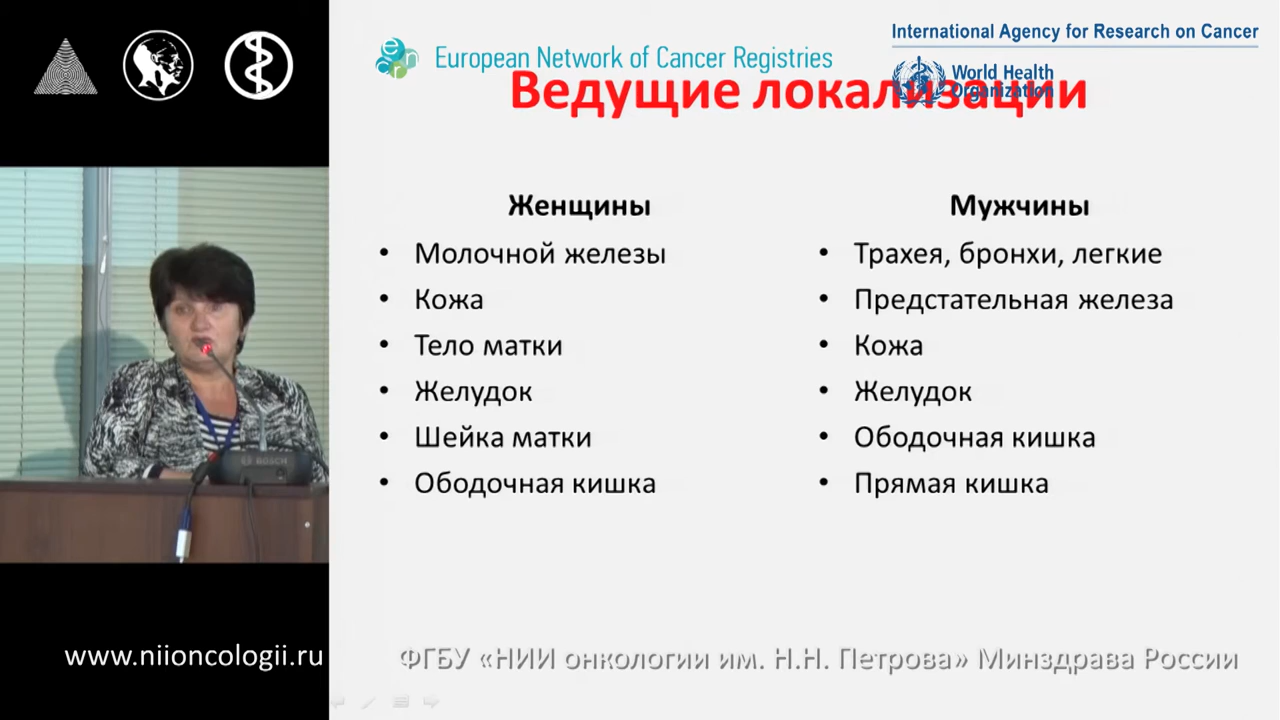 European Network of Cancer Registries
International Agency for Research on Cancer
World Health
Organization
Ведущие локализации
Женщины
• Молочной железы
• Кожа
• Тело матки
• Желудок
• Шейка матки
• Ободочная кишка
Мужчины
• Трахея, бронхи, легкие
• Предстательная железа
• Кожа
• Желудок
• Ободочная кишка
• Прямая кишка
BOSCH
www.niioncologii.ru
ФГБУ «НИИ онкологии им. Н.Н. Петрова» Минздрава России